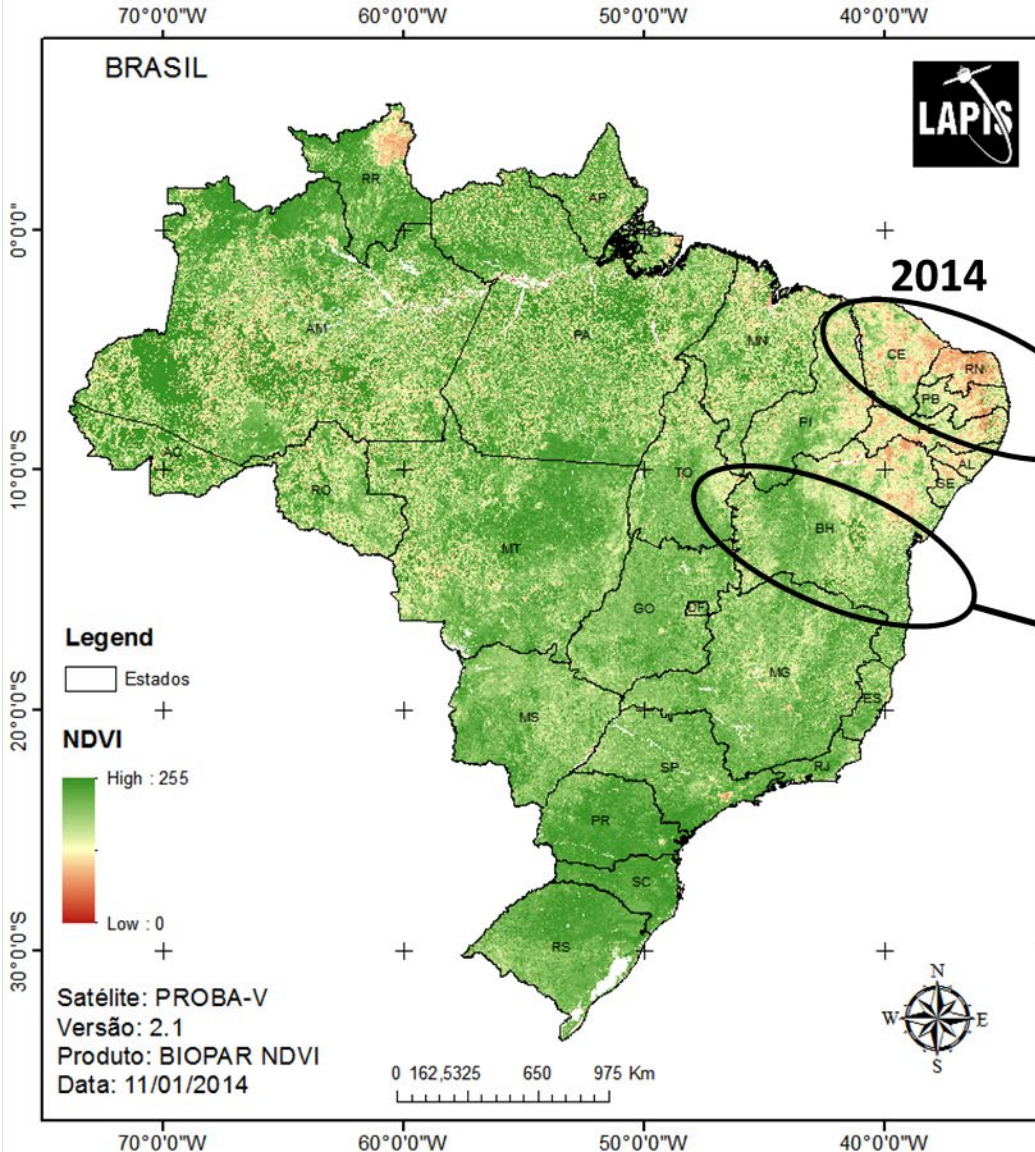 70°0'0"W 60°0'0"W 50°0'0"W 40°0'0"W
BRASIL
LAPIS
RR
AP
0°0'0"
2014
AM
PA
MN
CE
RN
PB
PI
AC
RO
TO
AL
SE
10°0'0"S
BH
MT
GO
DF
Legend
Estados
MG
ES
MS
20°0'0"S
NDVI
High : 255
SP
RJ
PR
SC
Low : 0
RS
30°0'0"S
N
W E
S
Satélite: PROBA-V
Versão: 2.1
Produto: BIOPAR NDVI
Data: 11/01/2014
0 162,5325 650 975 Km
70°0'0"W 60°0'0"W 50°0'0"W 40°0'0"W